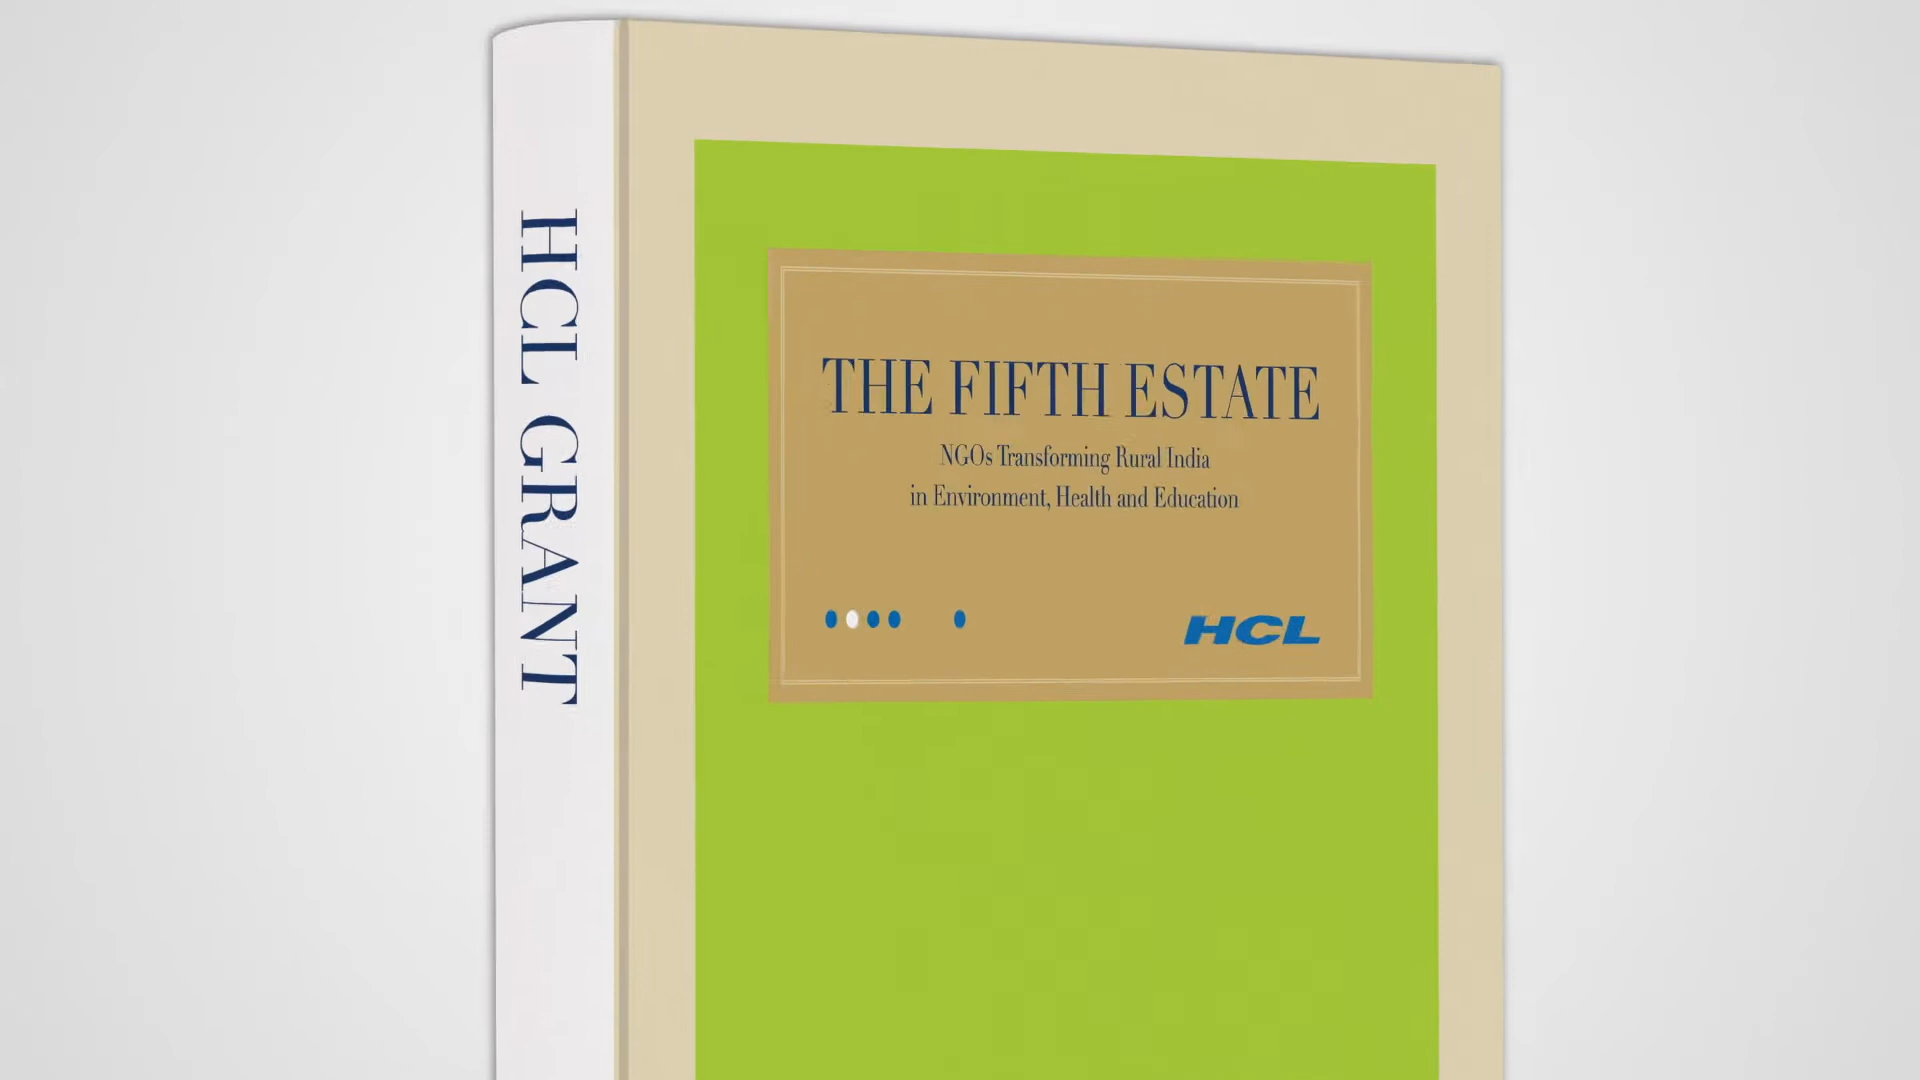 HCL GRANT
THE FIFTH ESTATE
NGOs Transforming Rural India
in Environment, Health and Education
HCL